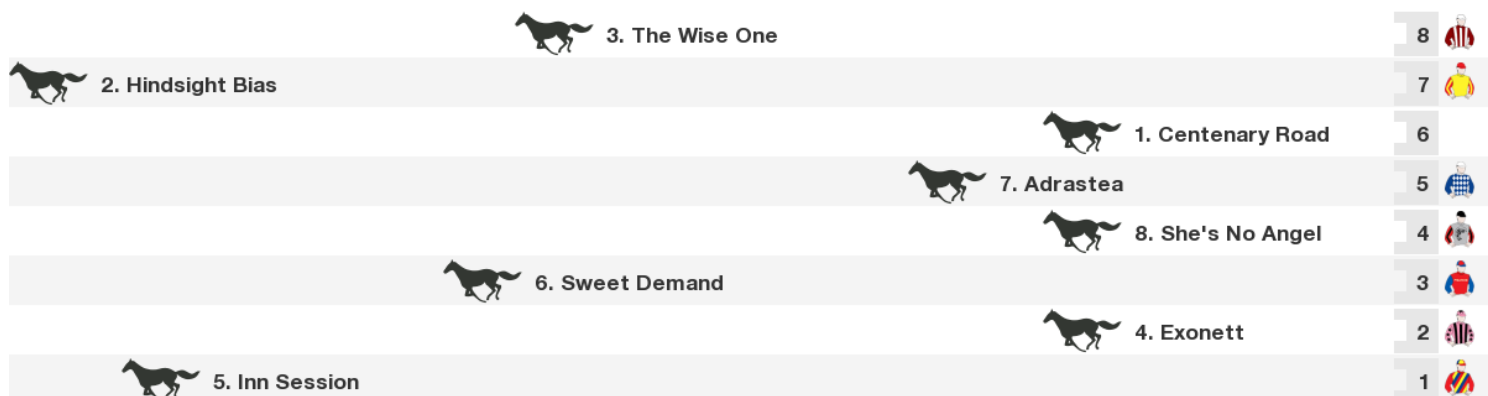 3. The Wise One 8
2. Hindsight Bias 7
1. Centenary Road 6
7. Adrastea 5
8. She's No Angel 4
6. Sweet Demand 3
4. Exonett 2
5. Inn Session 1